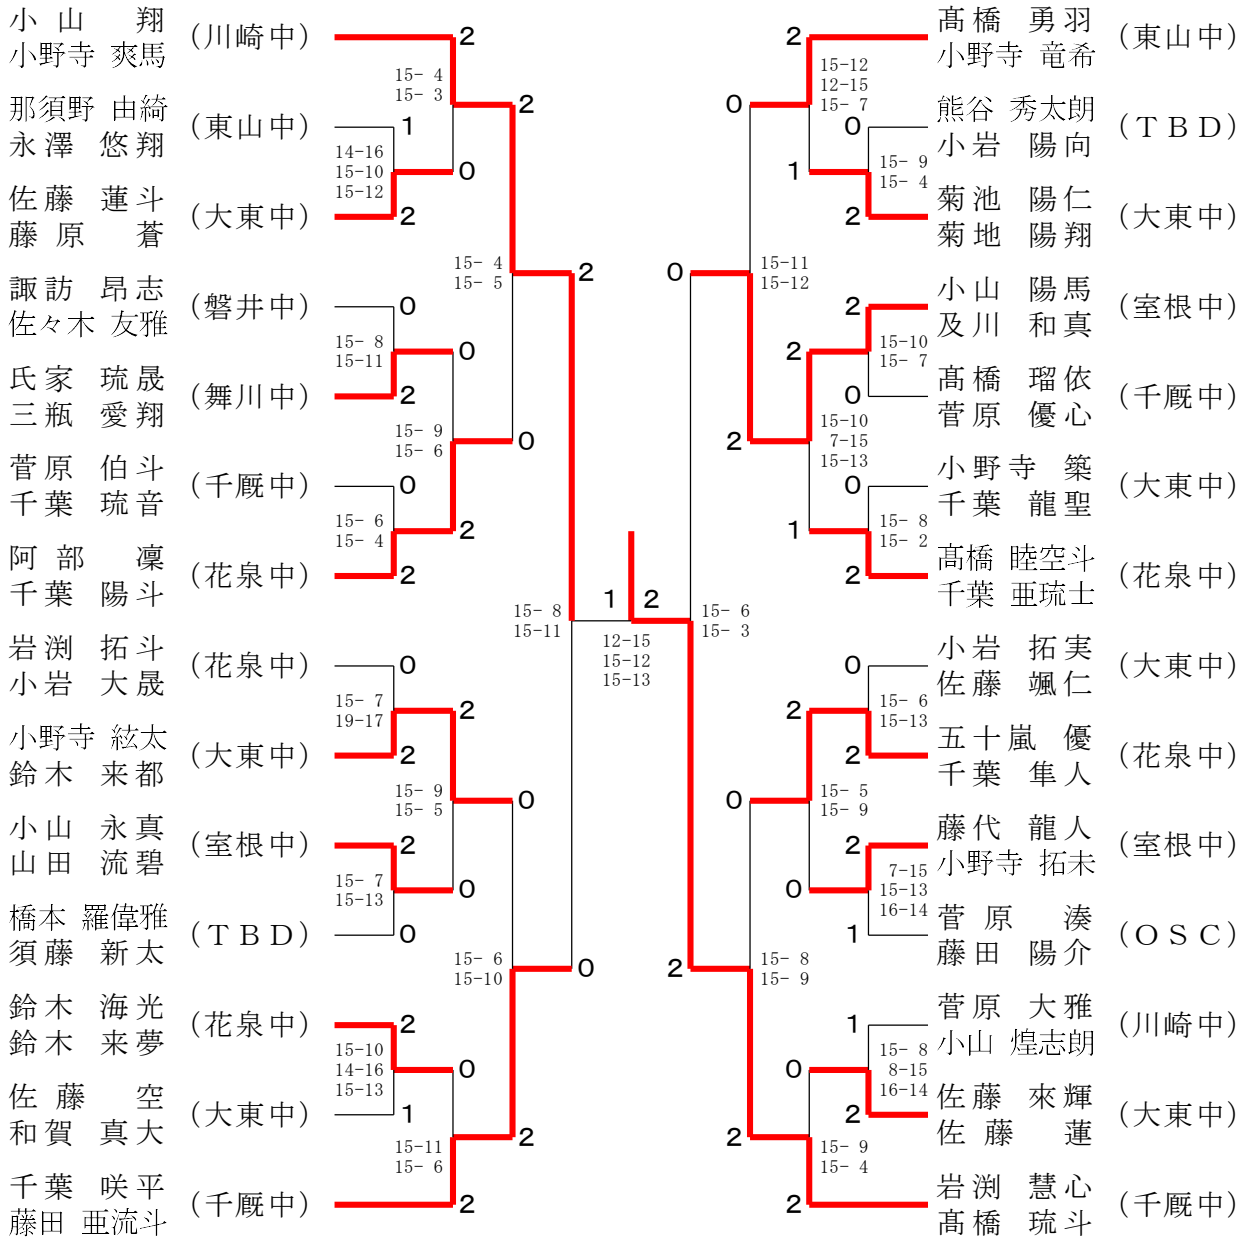 小山 翔
小野寺 爽馬
(川崎中)
2
15- 4
15- 3
2
那須野 由綺
永澤 悠翔
(東山中)
1
14-16
15-10
15-12
0
佐藤 蓮斗
藤原 蒼
(大東中)
2
15- 4
15- 5
2
諏訪 昂志
佐々木 友雅
(磐井中)
0
15- 8
15-11
0
氏家 琉晟
三瓶 愛翔
(舞川中)
2
15- 9
15- 6
0
菅原 伯斗
千葉 琉音
(千厩中)
0
15- 6
15- 4
2
阿部 凜
千葉 陽斗
(花泉中)
2
15- 8
15-11
岩渕 拓斗
小岩 大晟
(花泉中)
0
15- 7
19-17
2
小野寺 絃太
鈴木 来都
(大東中)
2
15- 9
15- 5
0
小山 永真
山田 流碧
(室根中)
2
15- 7
15-13
0
橋本 羅偉雅
須藤 新太
(TBD)
0
15- 6
15-10
0
鈴木 海光
鈴木 来夢
(花泉中)
2
15-10
14-16
15-13
0
佐藤 空
和賀 真大
(大東中)
1
15-11
15- 6
2
千葉 咲平
藤田 亜流斗
(千厩中)
2
1 2
12-15
15-12
15-13
髙橋 勇羽
小野寺 竜希
(東山中)
2
15-12
12-15
15- 7
0
熊谷 秀太朗
小岩 陽向
(TBD)
0
15- 9
15- 4
1
菊池 陽仁
菊地 陽翔
(大東中)
2
15-11
15-12
0
小山 陽馬
及川 和真
(室根中)
2
15-10
15- 7
2
髙橋 瑠依
菅原 優心
(千厩中)
0
15-10
7-15
15-13
2
小野寺 築
千葉 龍聖
(大東中)
0
15- 8
15- 2
1
髙橋 睦空斗
千葉 亜琉士
(花泉中)
2
15- 6
15- 3
小岩 拓実
佐藤 颯仁
(大東中)
0
15- 6
15-13
2
五十嵐 優
千葉 隼人
(花泉中)
2
15- 5
15- 9
0
藤代 龍人
小野寺 拓未
(室根中)
2
7-15
15-13
16-14
0
菅原 湊
藤田 陽介
(OSC)
1
15- 8
15- 9
2
菅原 大雅
小山 煌志朗
(川崎中)
1
15- 8
8-15
16-14
0
佐藤 來輝
佐藤 蓮
(大東中)
2
15- 9
15- 4
2
岩渕 慧心
髙橋 琉斗
(千厩中)
2